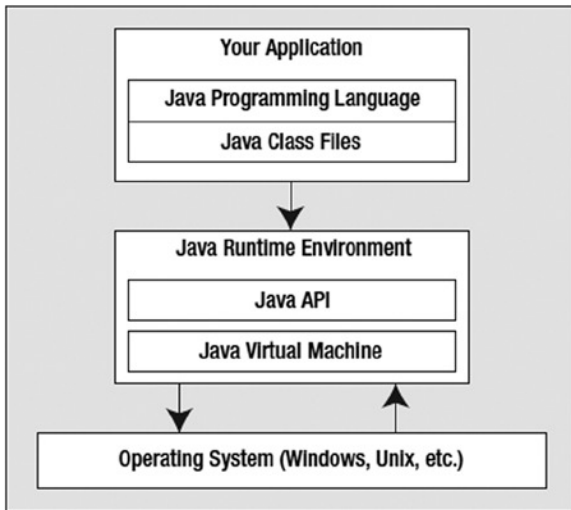 Your Application
Java Programming Language
Java Class Files
Java Runtime Environment
Java API
Java Virtual Machine
Operating System (Windows, Unix, etc.)